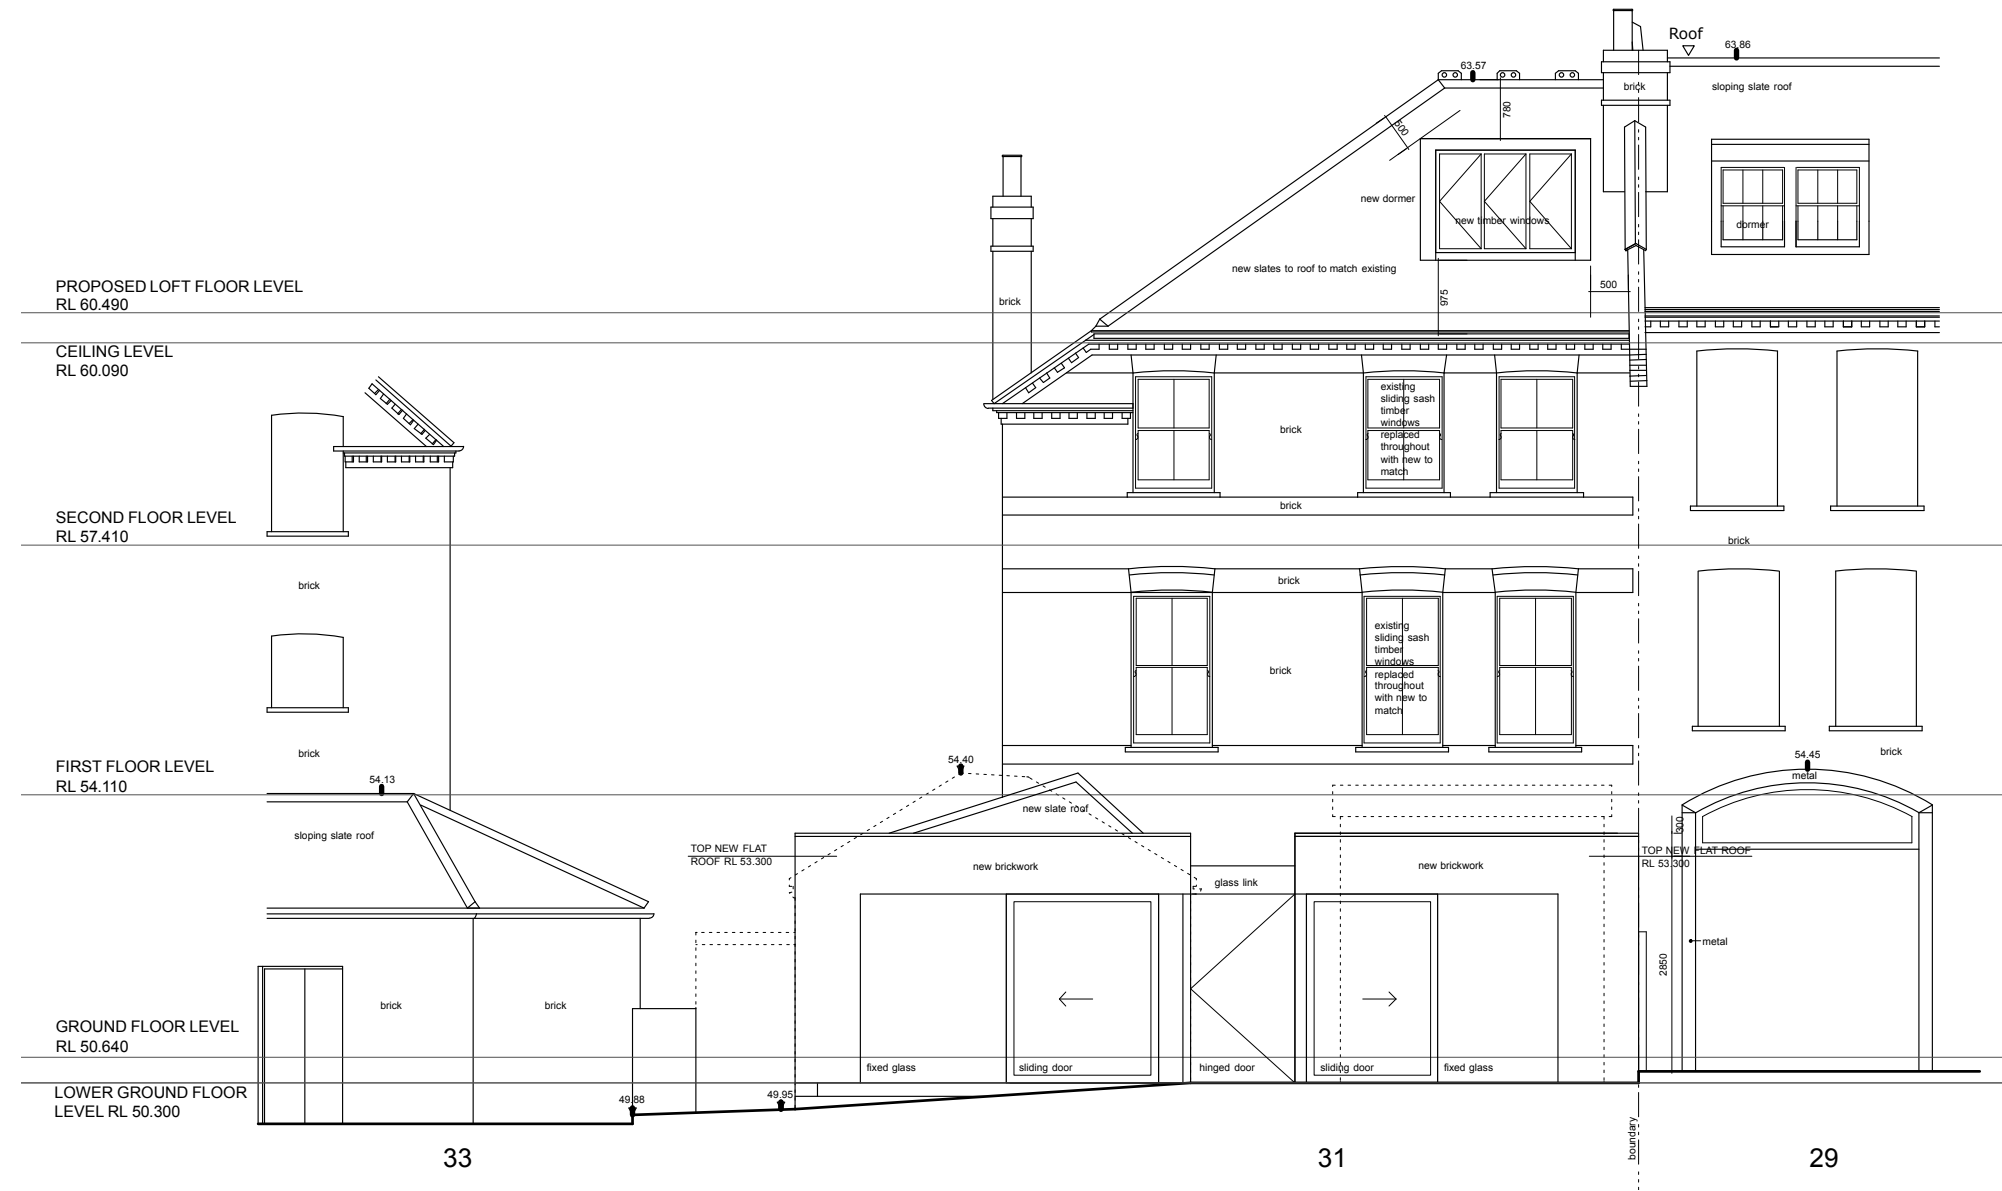 Roof
63.86
63.57
brick
sloping slate roof
780
500
new dormer
new timber windows
dormer
new slates to roof to match existing
PROPOSED LOFT FLOOR LEVEL
RL 60.490
brick
975
500
CEILING LEVEL
RL 60.090
existing
sliding sash
timber
windows
replaced
throughout
with new to
match
brick
brick
SECOND FLOOR LEVEL
RL 57.410
brick
brick
brick
existing
sliding sash
timber
windows
replaced
throughout
with new to
match
brick
brick
brick
54.40
54.45
metal
FIRST FLOOR LEVEL
RL 54.110
54.13
new slate roof
300
sloping slate roof
TOP NEW FLAT
ROOF RL 53.300
TOP NEW FLAT ROOF
RL 53.300
new brickwork
new brickwork
glass link
metal
2850
brick
brick
GROUND FLOOR LEVEL
RL 50.640
fixed glass
sliding door
hinged door
sliding door
fixed glass
LOWER GROUND FLOOR
LEVEL RL 50.300
49.88
49.95
boundary
33
31
29